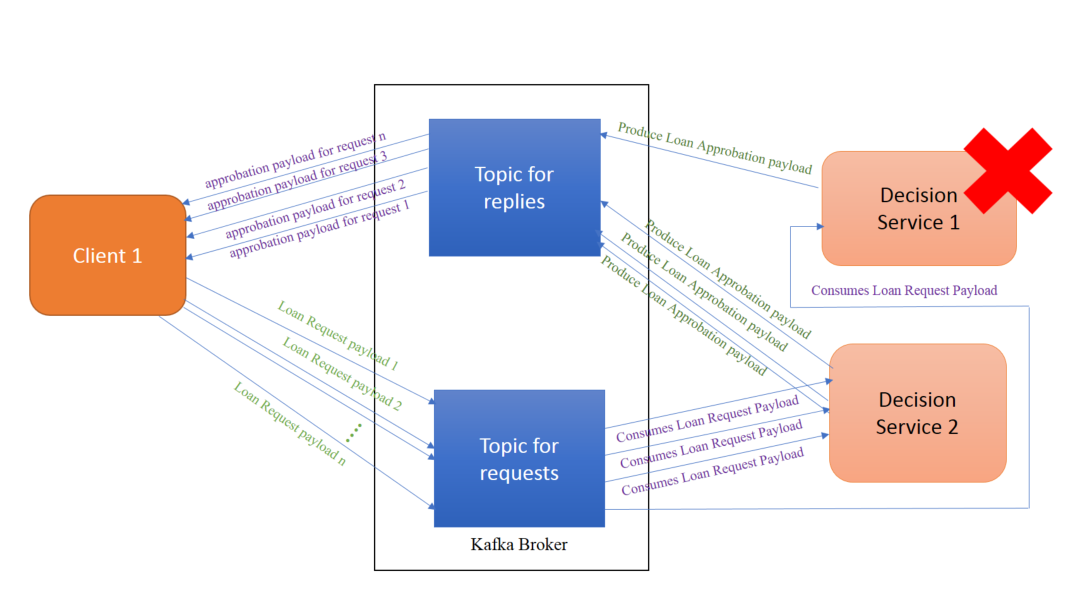 approbation payload for request n
approbation payload for request 3
approbation payload for request 2
approbation payload for request 1
Topic for
replies
Produce Loan Approbation payload
Decision
Service 1
Client 1
Produce Loan Approbation payload
Produce Loan Approbation payload
Produce Loan Approbation payload
Consumes Loan Request Payload
Loan Request payload 1
Loan Request payload 2
Loan Request payload n
Topic for
requests
Consumes Loan Request Payload
Consumes Loan Request Payload
Consumes Loan Request Payload
Decision
Service 2
Kafka Broker